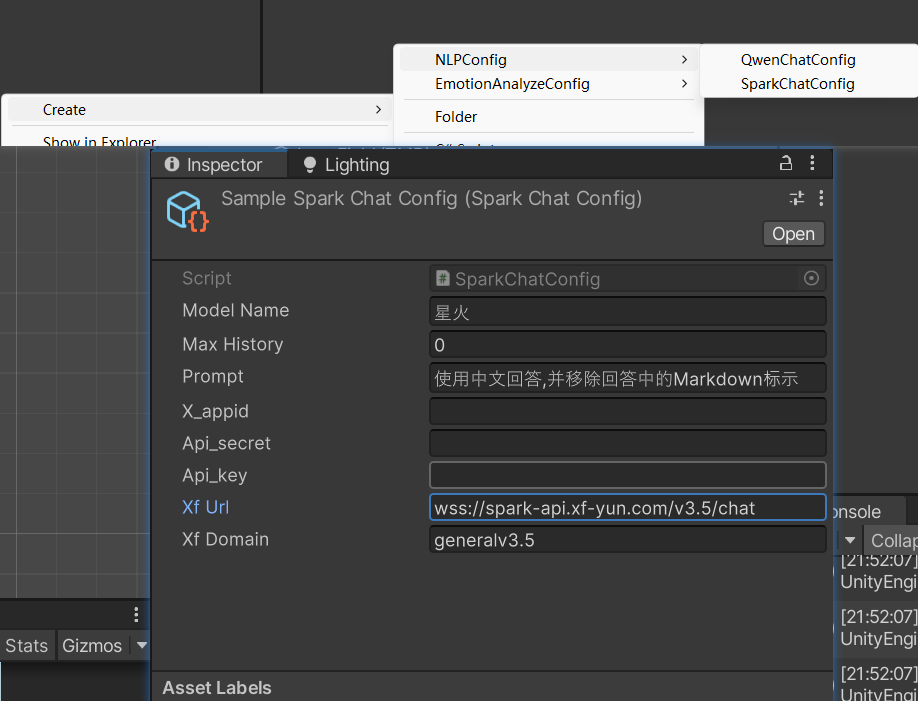 NLPConfig
QwenChatConfig
EmotionAnalyzeConfig
SparkChatConfig
Create
Folder
Show in Explorer
Inspector
Lighting
Sample Spark Chat Config (Spark Chat Config)
Open
Script
SparkChatConfig
Model Name
星火
Max History
0
Prompt
使用中文回答,并移除回答中的Markdown标示
X_appid
Api_secret
Api_key
Xf Url
wss://spark-api.xf-yun.com/v3.5/chat
onsole
Xf Domain
generalv3.5
Collap
[21:52:07]
UnityEngi
[21:52:07]
UnityEngi
Stats
Gizmos
[21:52:07]
UnityEngi
Asset Labels